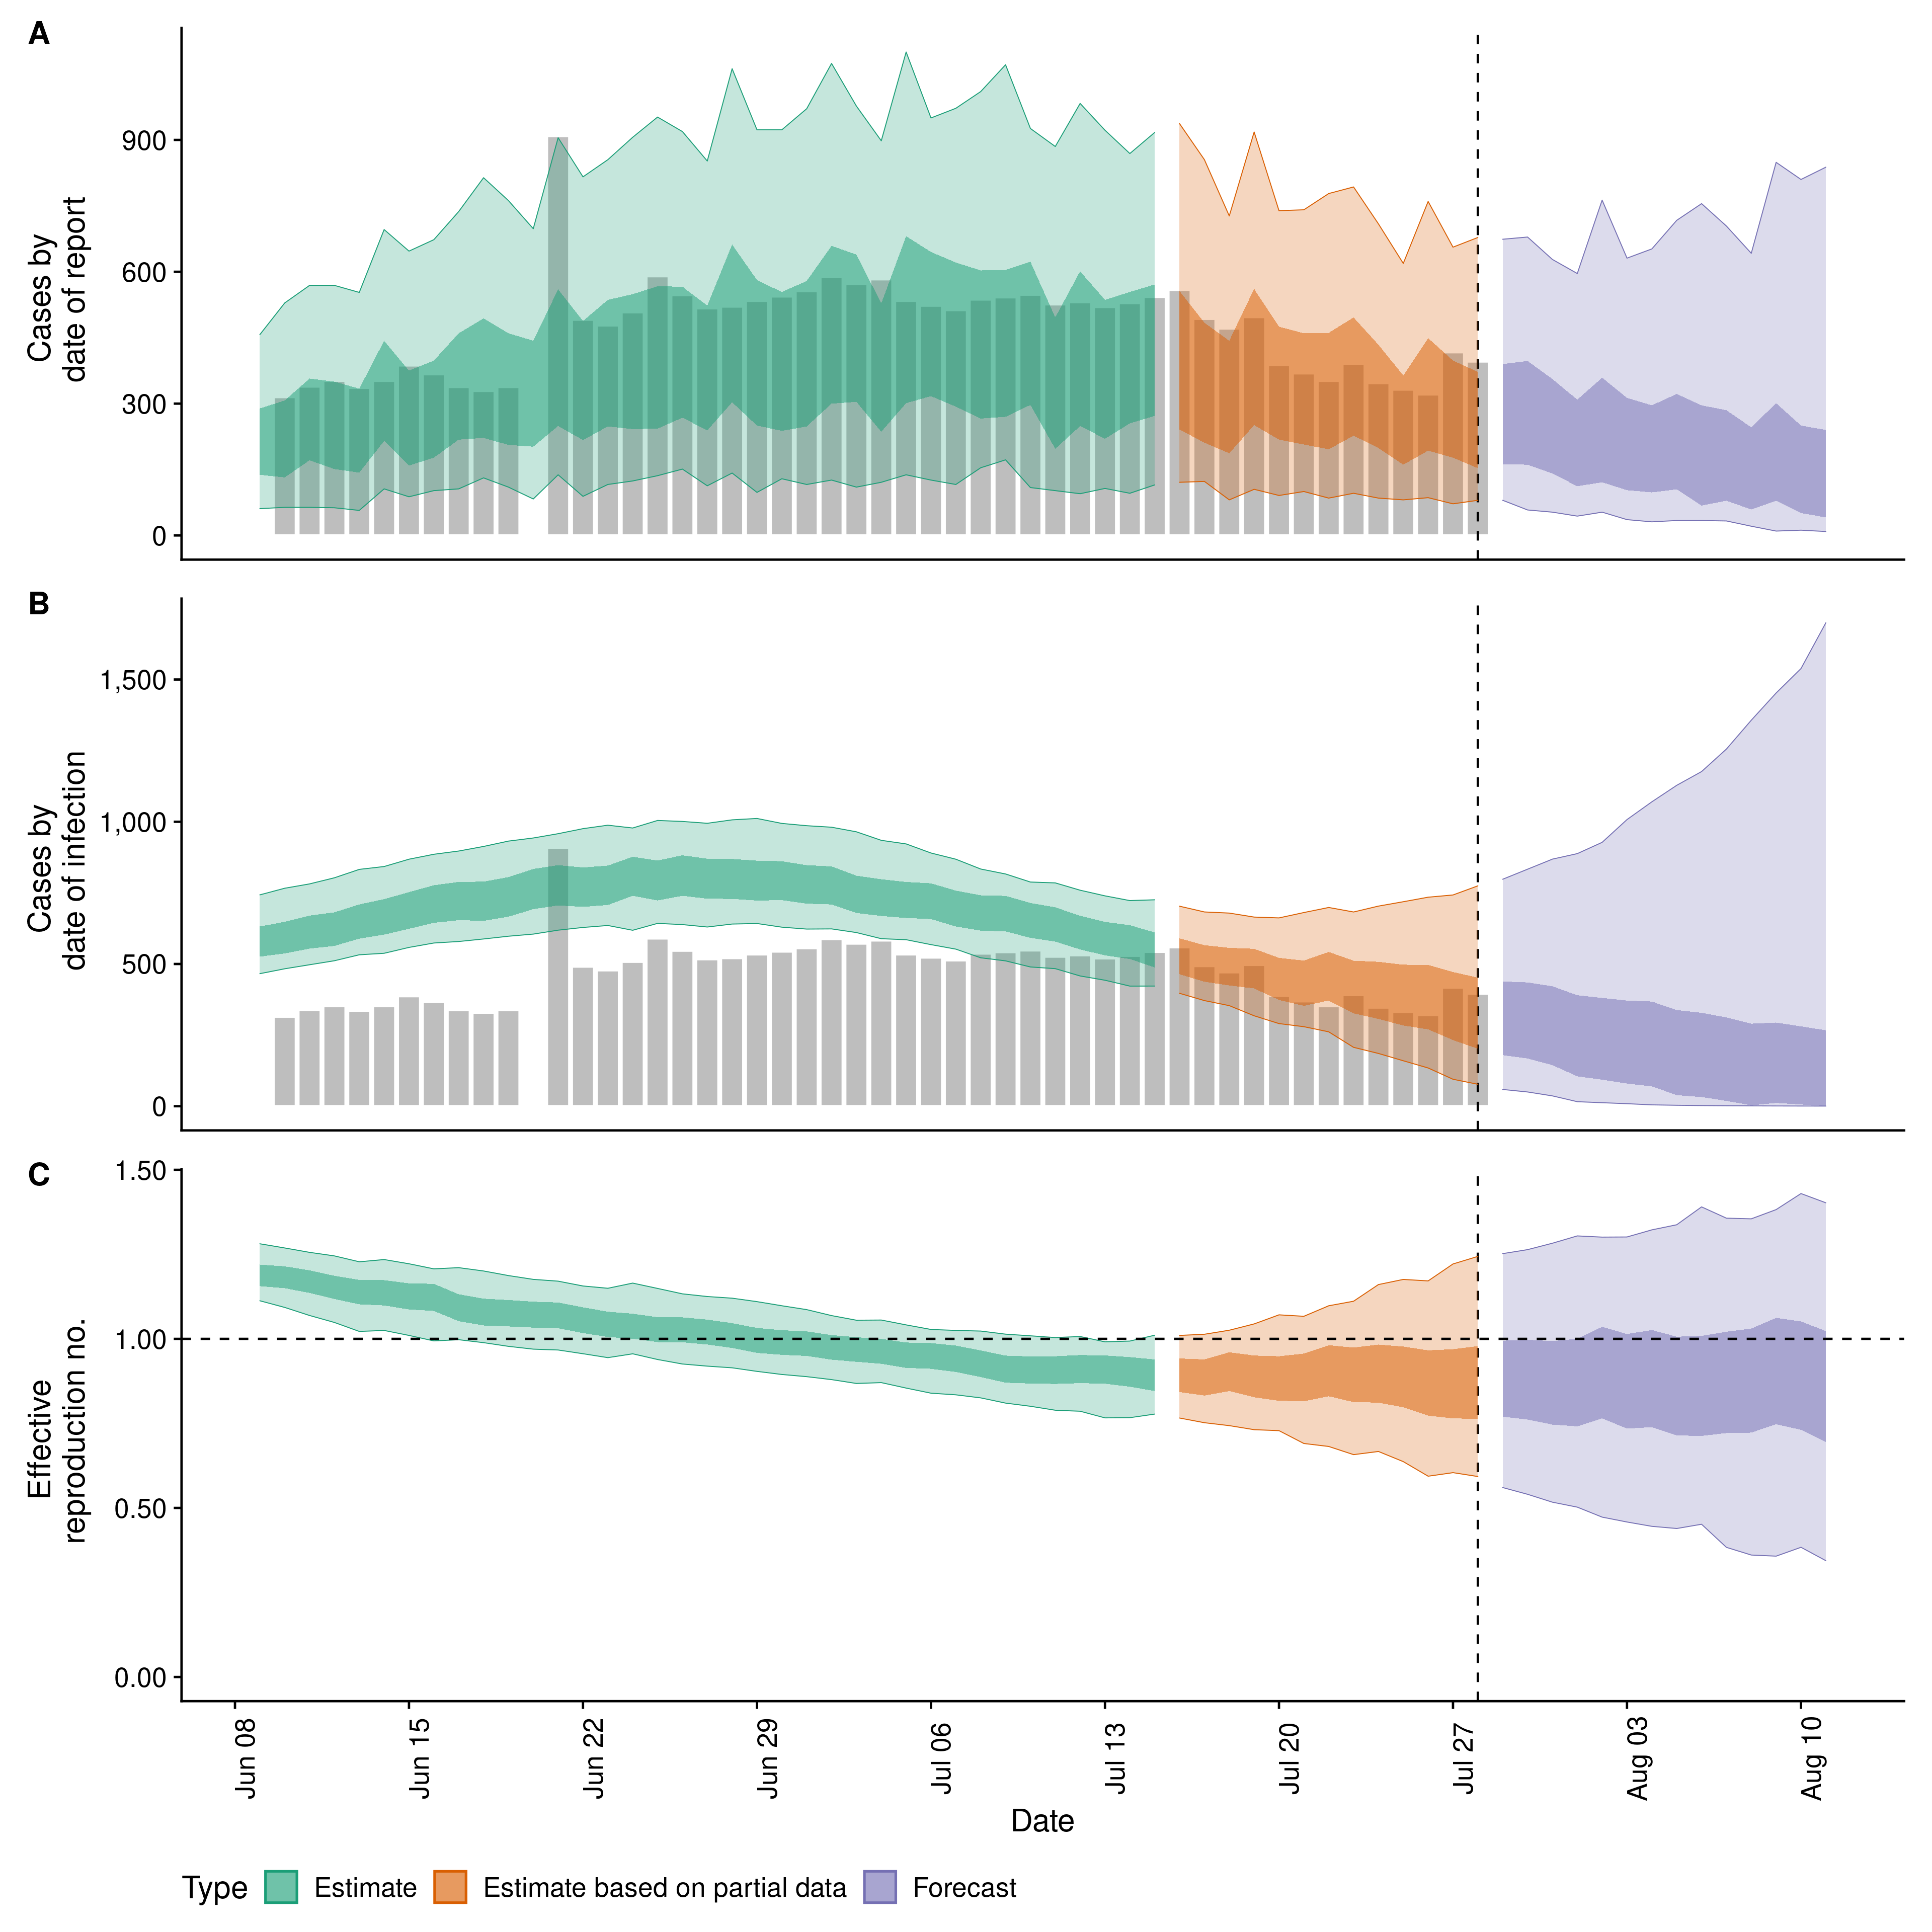 A
Cases by
date of report
900
600
300
0
B
Cases by
date of infection
1,500
1,000
500
0
C
Effective
reproduction no.
1.50
1.00
0.50
0.00
Jun 08
Jun 15
Jun 22
Jun 29
Jul 06
Jul 13
Jul 20
Jul 27
Aug 03
Aug 10
Date
Type Estimate Estimate based on partial data Forecast